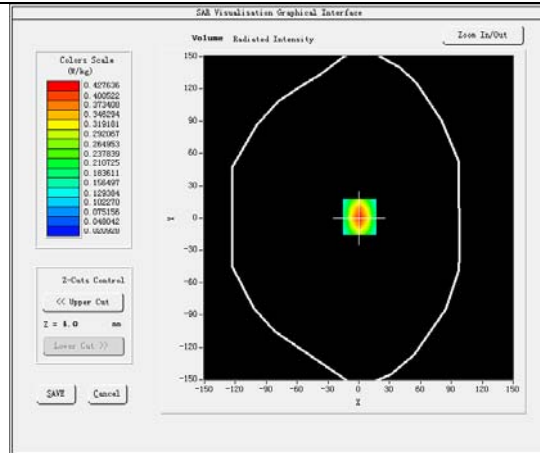 SAR Visualisation Graphical Interface
Volume Radiated Intensity
Zoom In/Out
Colors Scale
(W/kg)
0.427636
0.400522
0.373408
0.346294
0.319181
0.292067
0.264953
0.237839
0.210725
0.183611
0.156497
0.129384
0.102270
0.075156
0.048042
Z-Cuts Control
<< Upper Cut
Z = 4.0 mm
Lower Cut >>
SAVE Cancel
150
120
90
60
30
0
-30
-60
-90
-120
-150
Y
-150 -120 -90 -60 -30 0 30 60 90 120 150
X